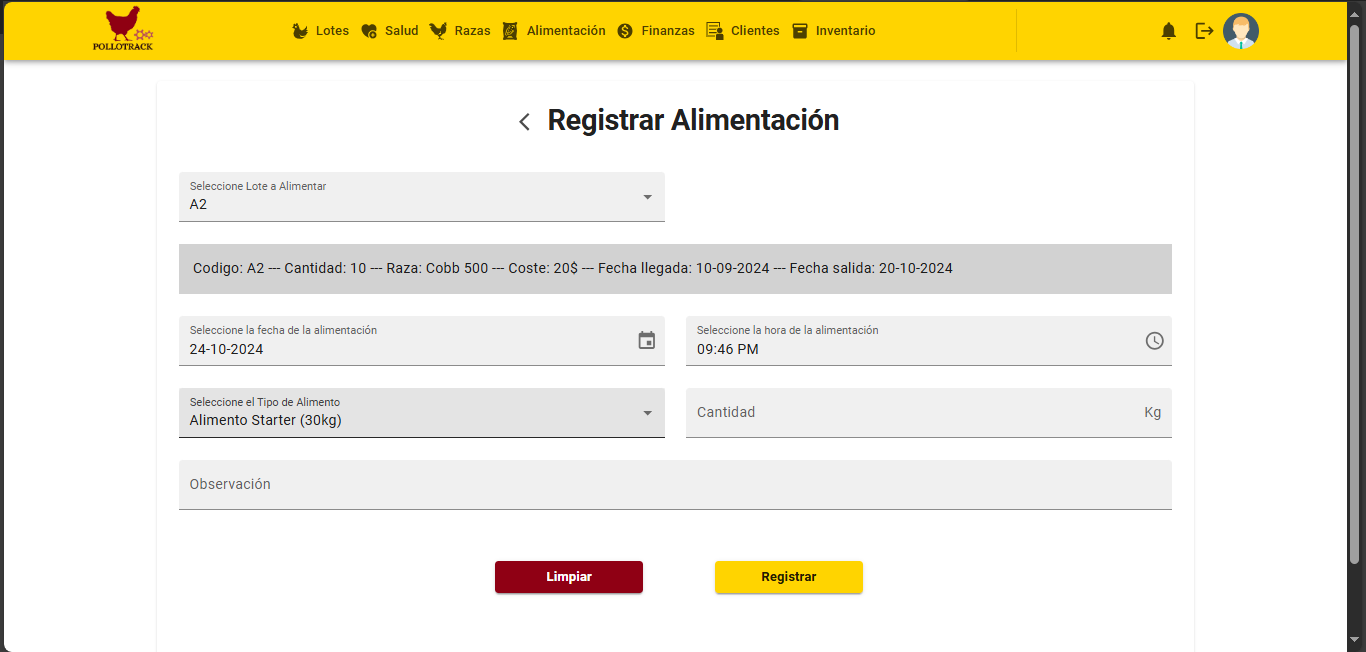 POLLOTRACK
Lotes Salud Razas Alimentación Finanzas Clientes Inventario
Registrar Alimentación
Seleccione Lote a Alimentar
A2
Codigo: A2 --- Cantidad: 10 --- Raza: Cobb 500 --- Coste: 20$ --- Fecha llegada: 10-09-2024 --- Fecha salida: 20-10-2024
Seleccione la fecha de la alimentación
24-10-2024
Seleccione la hora de la alimentación
09:46 PM
Seleccione el Tipo de Alimento
Alimento Starter (30kg)
Cantidad Kg
Observación
Limpiar Registrar